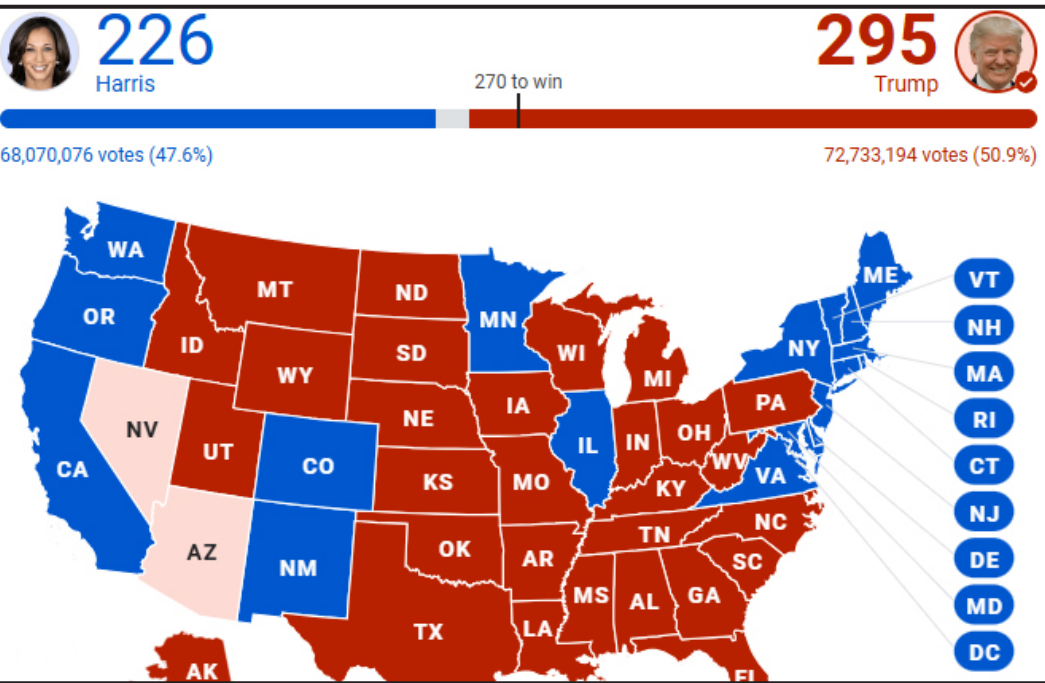 226
295
Harris
270 to win
Trump
68,070,076 votes (47.6%)
72,733,194 votes (50.9%)
WA
MT
ND
MN
ME
VT
OR
ID
SD
WI
MI
NY
NH
WY
MA
NV
UT
NE
IA
PA
RI
CA
CO
KS
MO
IL
IN
OH
WV
VA
CT
KY
NJ
AZ
NM
OK
AR
TN
NC
SC
DE
TX
LA
MS
AL
GA
MD
AK
FL
DC